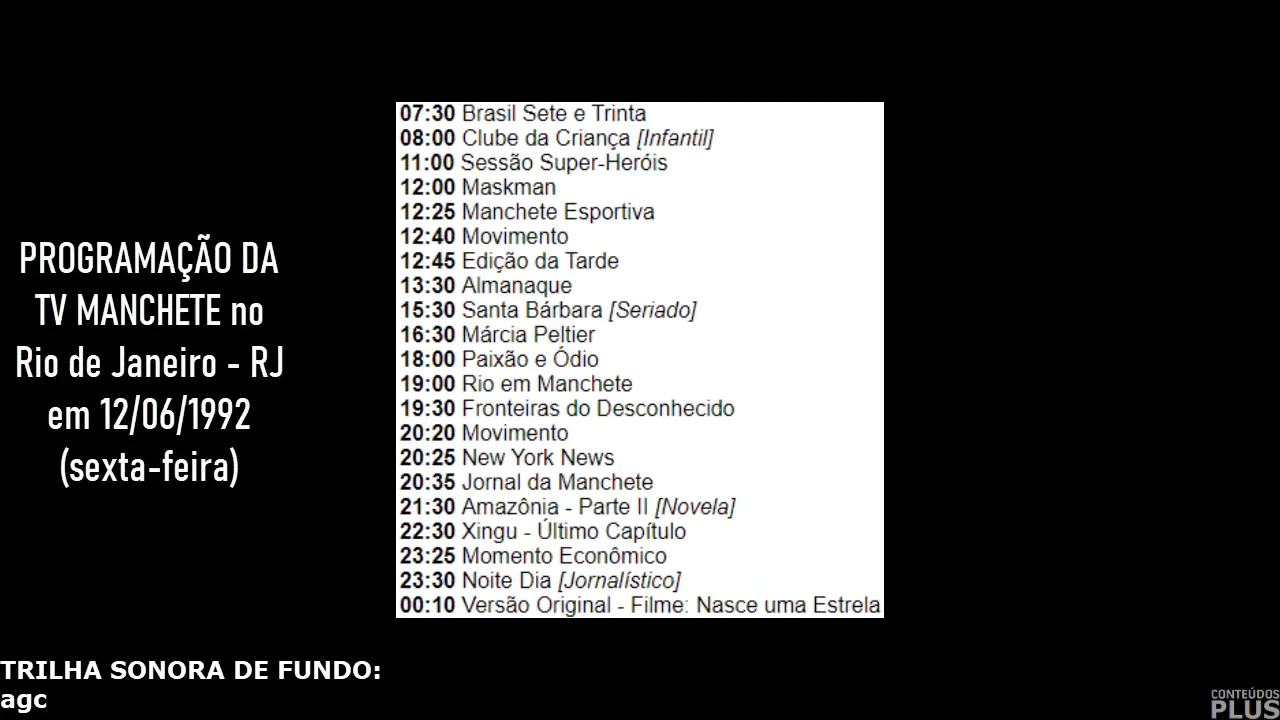 PROGRAMAÇÃO DA
TV MANCHETE no
Rio de Janeiro - RJ
em 12/06/1992
(sexta-feira)
07:30 Brasil Sete e Trinta
08:00 Clube da Criança [Infantil]
11:00 Sessão Super-Heróis
12:00 Maskman
12:25 Manchete Esportiva
12:40 Movimento
12:45 Edição da Tarde
13:30 Almanaque
15:30 Santa Bárbara [Seriado]
16:30 Márcia Peltier
18:00 Paixão e Ódio
19:00 Rio em Manchete
19:30 Fronteiras do Desconhecido
20:20 Movimento
20:25 New York News
20:35 Jornal da Manchete
21:30 Amazônia - Parte II [Novela]
22:30 Xingu - Último Capítulo
23:25 Momento Econômico
23:30 Noite Dia [Jornalístico]
00:10 Versão Original - Filme: Nasce uma Estrela
TRILHA SONORA DE FUNDO:
agc
CONTEÚDOS
PLUS